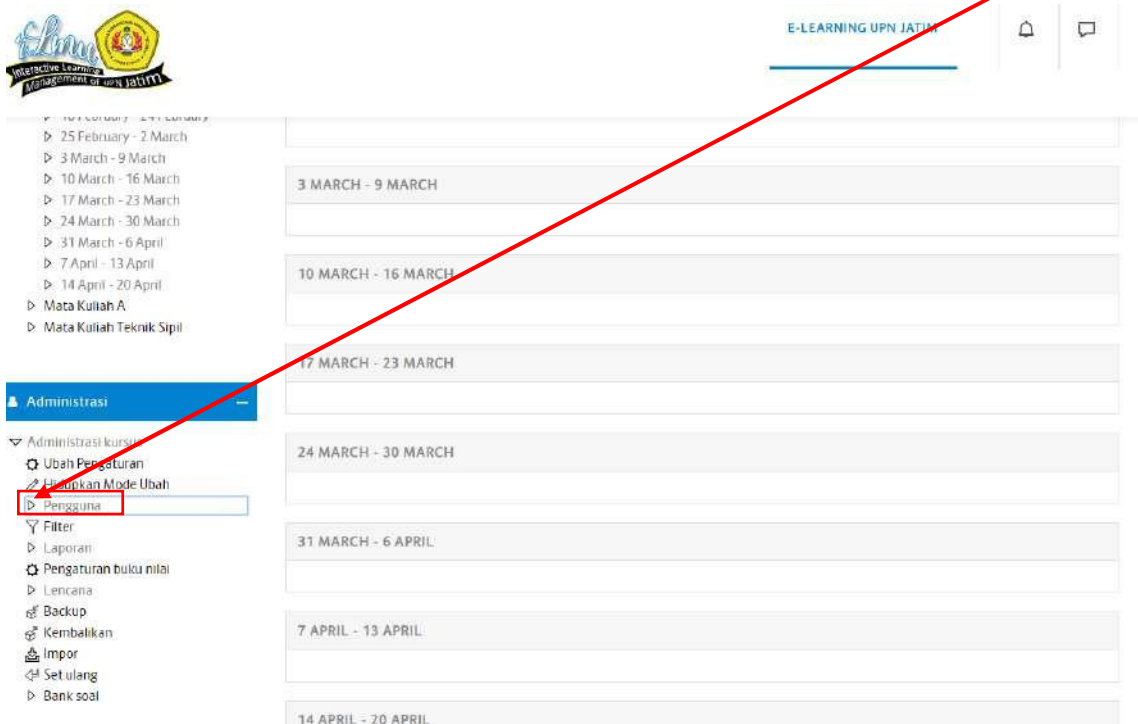 Elmu
Interactive Learning
Management of UPN Jatim
E-LEARNING UPN JATIM
25 February - 2 March
3 March - 9 March
10 March - 16 March
17 March - 23 March
24 March - 30 March
31 March - 6 April
7 April - 13 April
14 April - 20 April
Mata Kuliah A
Mata Kuliah Teknik Sipil
Administrasi
Administrasi kursus
Ubah Pengaturan
Hidupkan Mode Ubah
Pengguna
Filter
Laporan
Pengaturan buku nilai
Lencana
Backup
Kembalikan
Impor
Set ulang
Bank soal
3 MARCH - 9 MARCH
10 MARCH - 16 MARCH
17 MARCH - 23 MARCH
24 MARCH - 30 MARCH
31 MARCH - 6 APRIL
7 APRIL - 13 APRIL
14 APRIL - 20 APRIL